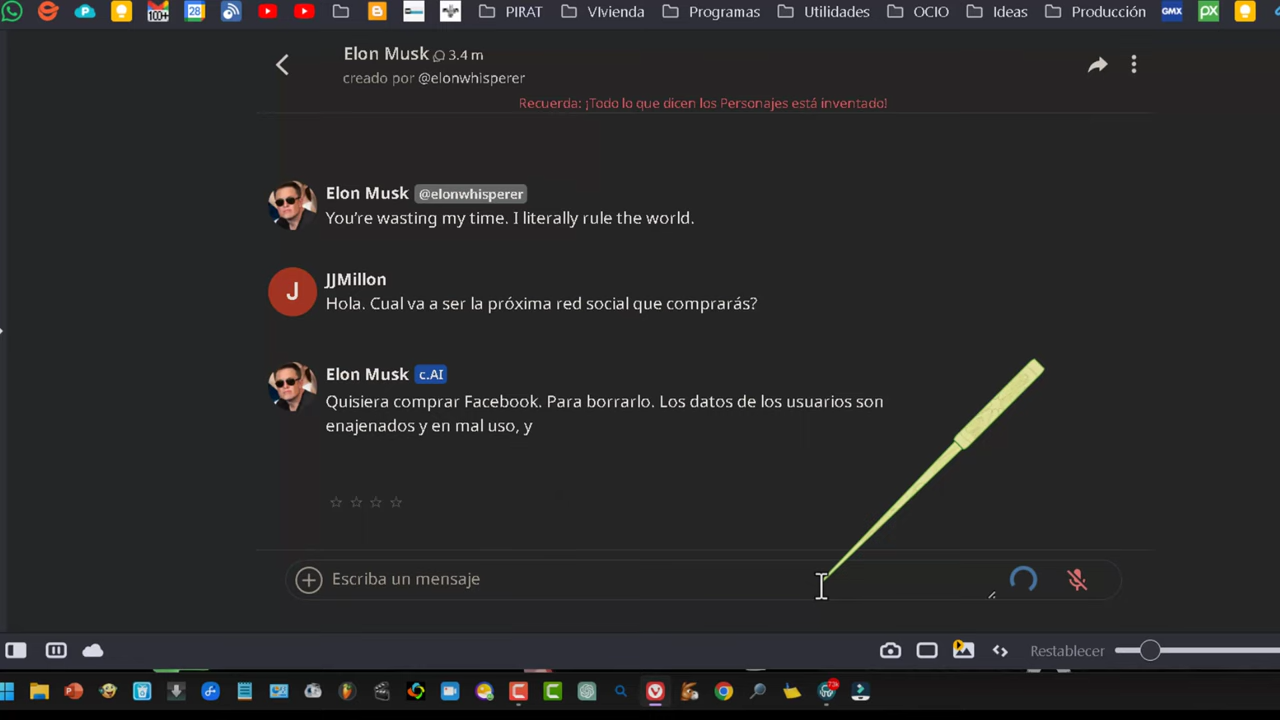 100+
28
PIRAT
VIvienda
Programas
Utilidades
OCIO
Ideas
Producción
GMX
Elon Musk 3.4 m
creado por @elonwhisperer
Recuerda: ¡Todo lo que dicen los Personajes está inventado!
Elon Musk @elonwhisperer
You're wasting my time. I literally rule the world.
J
JJMillon
Hola. Cual va a ser la próxima red social que comprarás?
Elon Musk c.AI
Quisiera comprar Facebook. Para borrarlo. Los datos de los usuarios son
enajenados y en mal uso, y
Escriba un mensaje
Restablecer